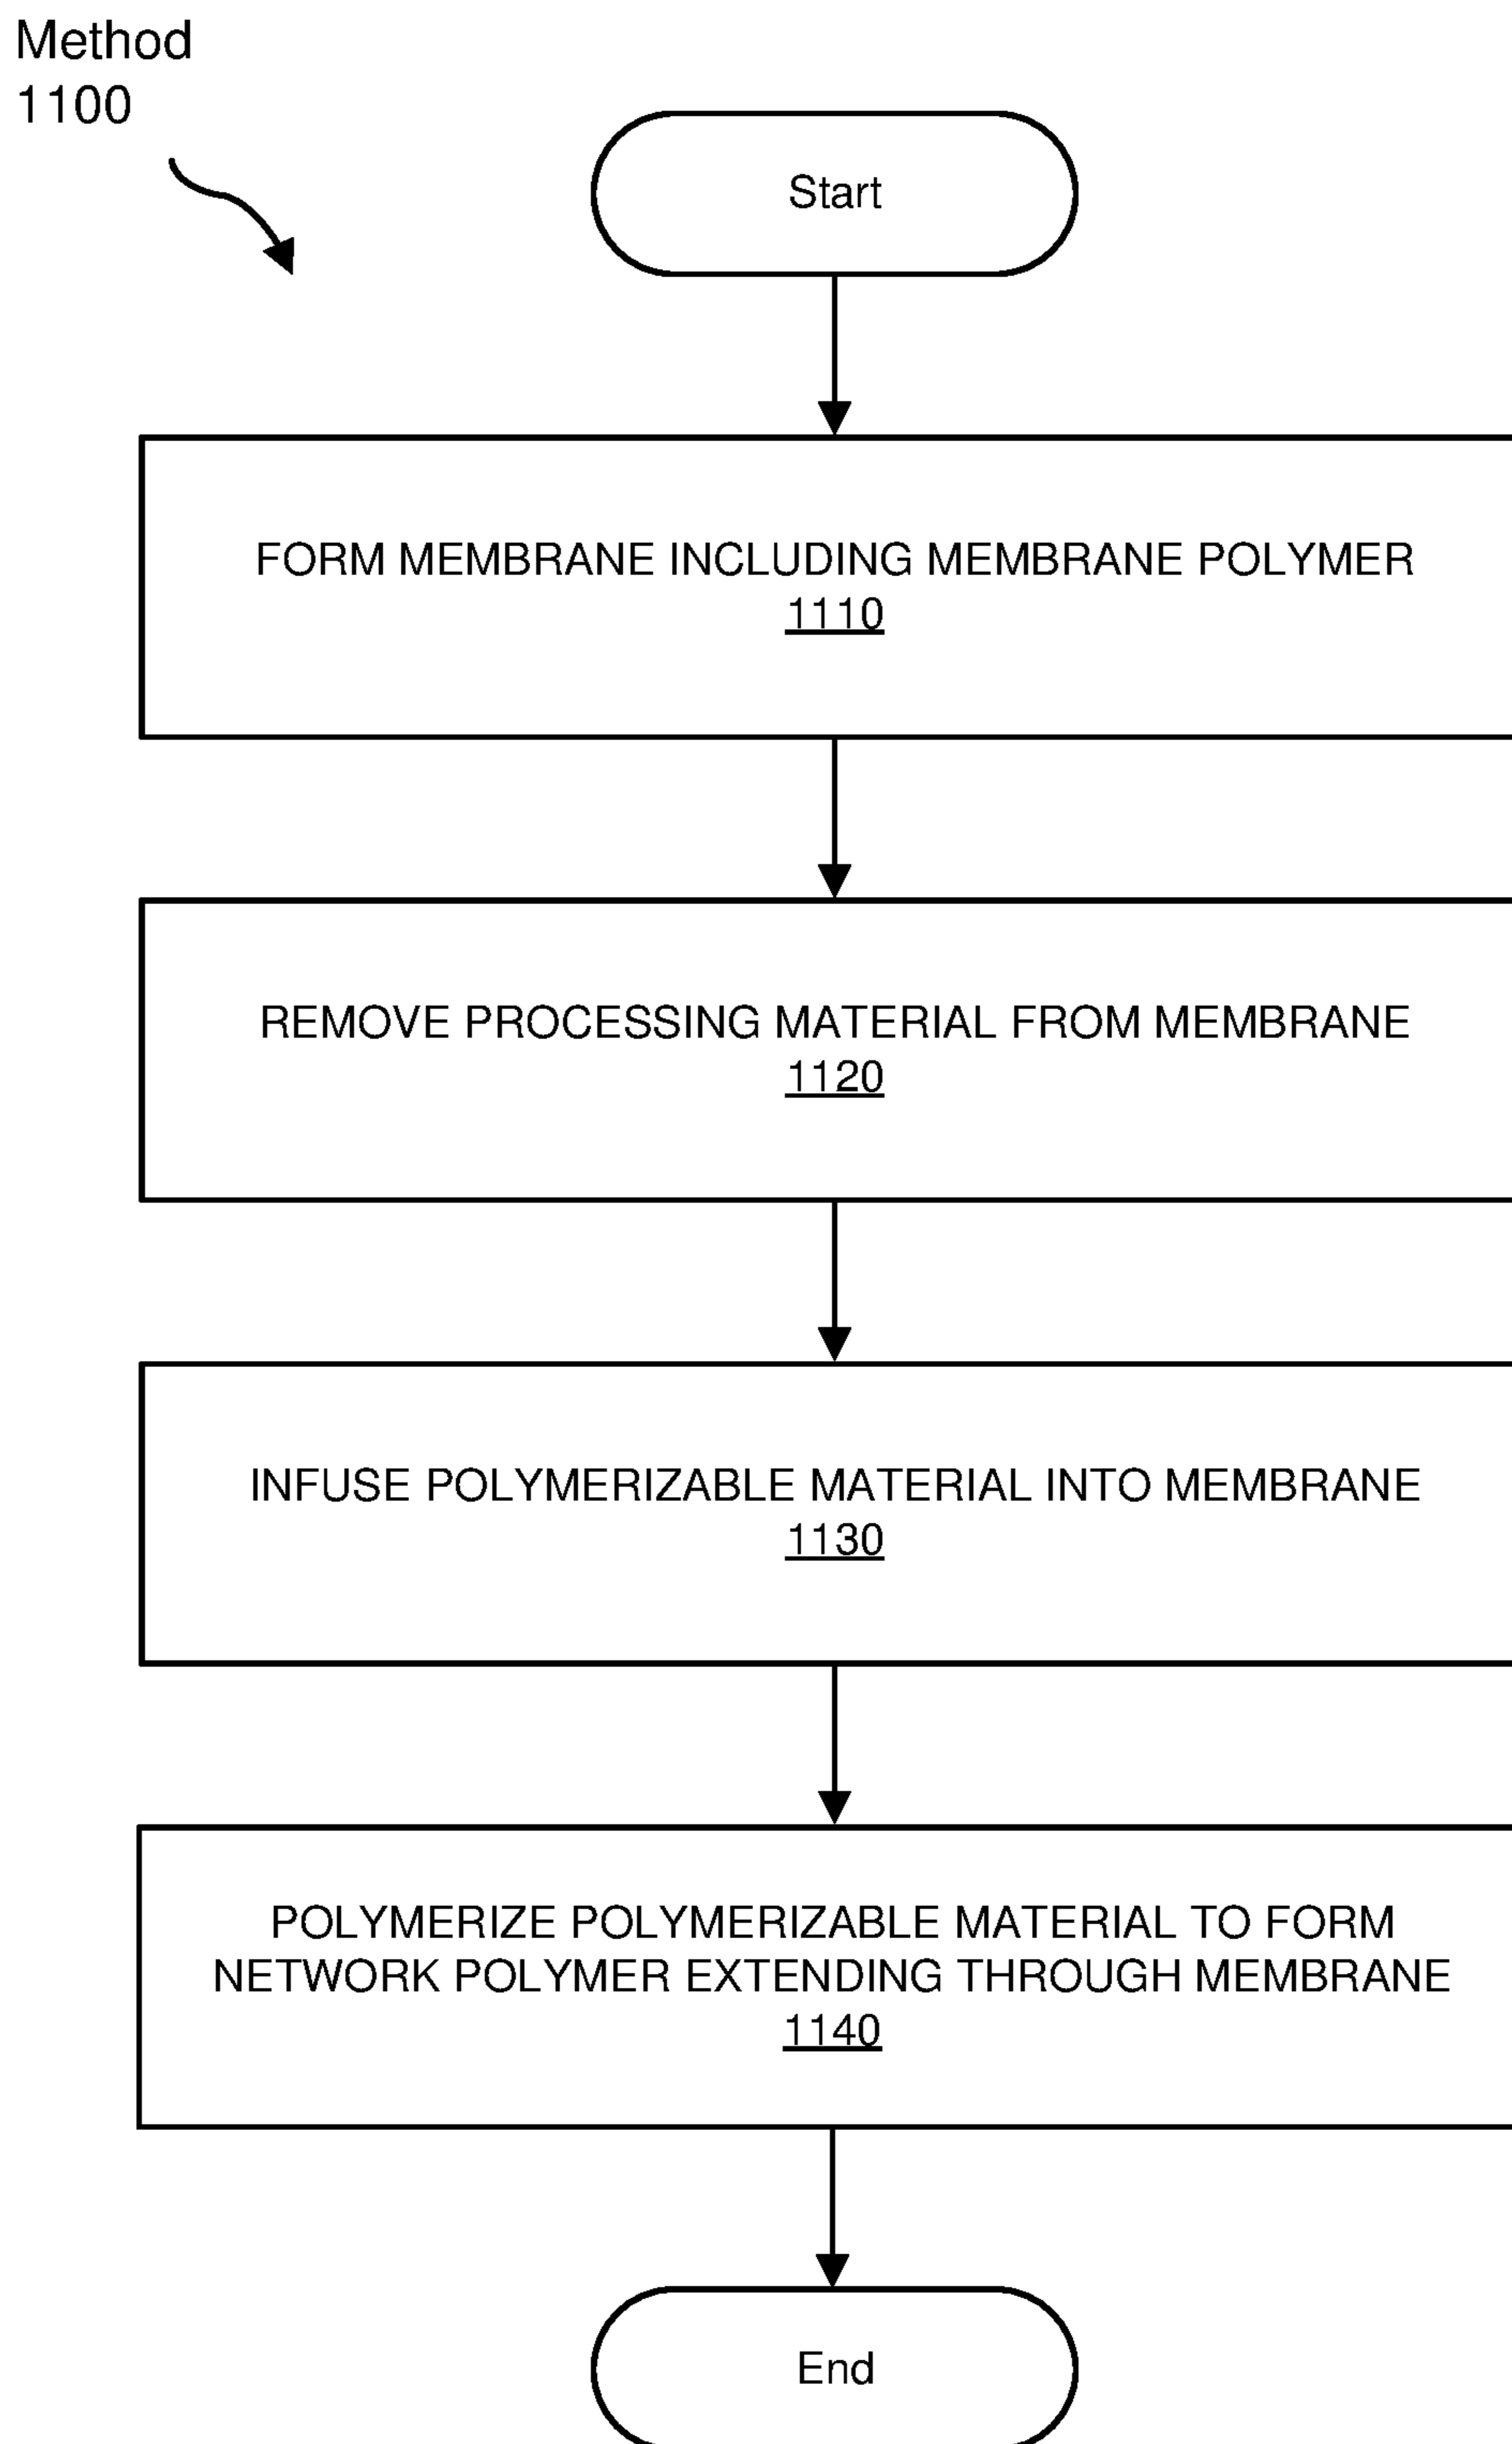 Method
1100
Start
FORM MEMBRANE INCLUDING MEMBRANE POLYMER
1110
REMOVE PROCESSING MATERIAL FROM MEMBRANE
1120
INFUSE POLYMERIZABLE MATERIAL INTO MEMBRANE
1130
POLYMERIZE POLYMERIZABLE MATERIAL TO FORM
NETWORK POLYMER EXTENDING THROUGH MEMBRANE
1140
End